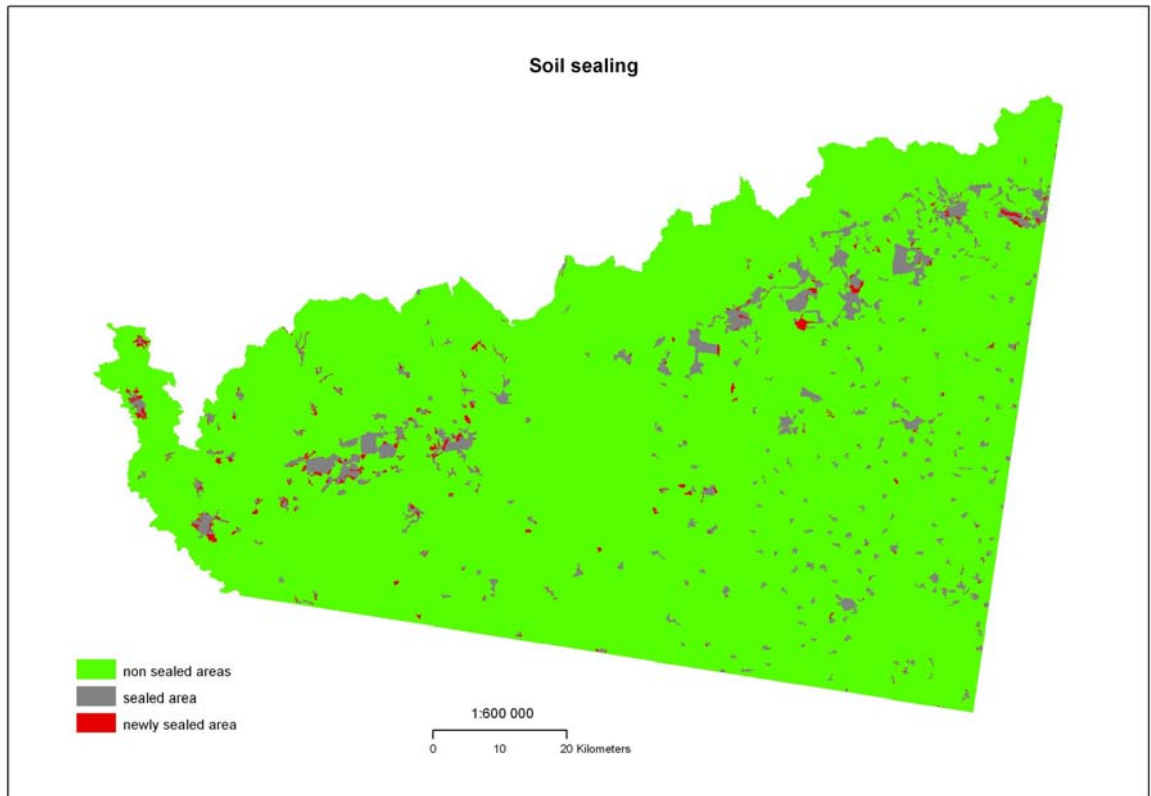 Soil sealing
non sealed areas
sealed area
newly sealed area
1:600 000
0 10 20 Kilometers